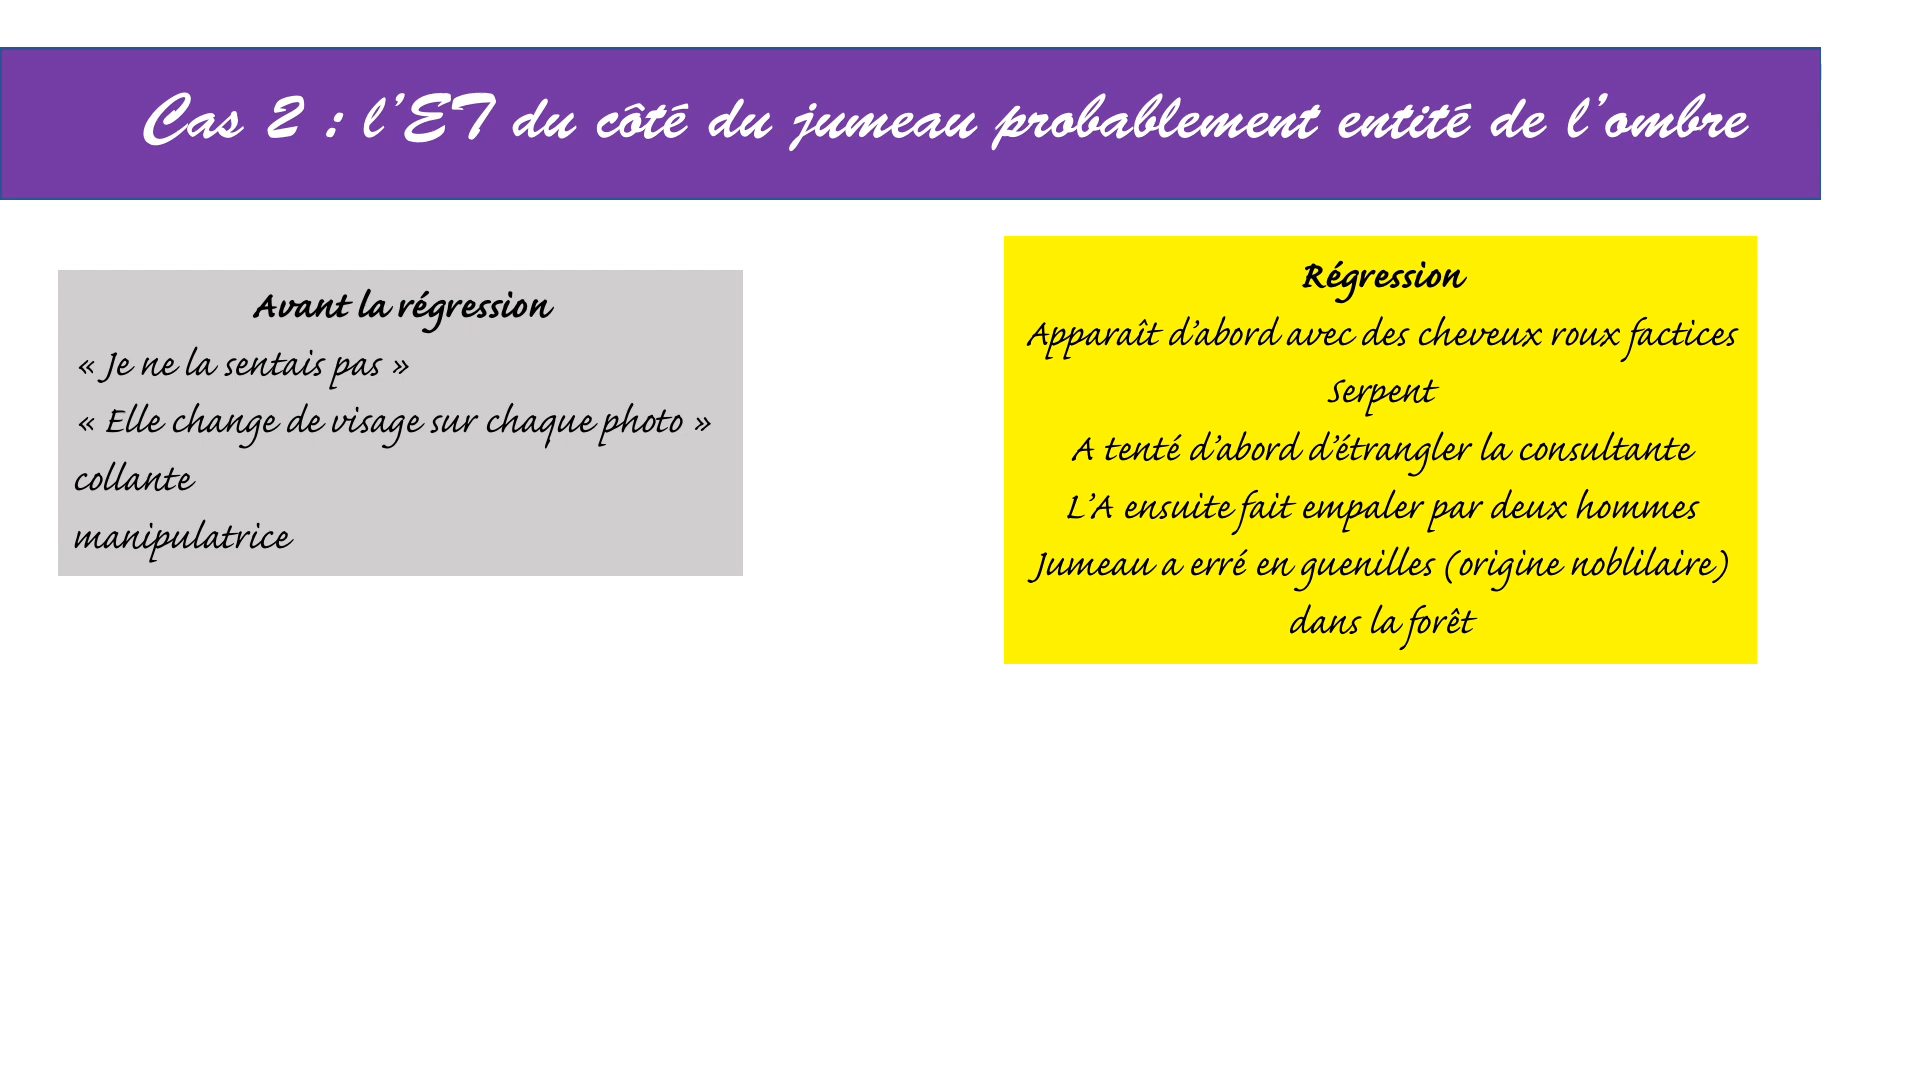 Cas 2 : l’ET du côté du jumeau probablement entité de l’ombre
Avant la régression
« Je ne la sentais pas »
« Elle change de visage sur chaque photo »
collante
manipulatrice
Régression
Apparaît d’abord avec des cheveux roux factices
Serpent
A tenté d’abord d’étrangler la consultante
L’A ensuite fait empaler par deux hommes
Jumeau a erré en guenilles (origine noblilaire)
dans la forêt